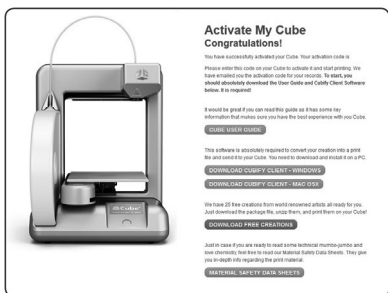 Activate My Cube
Congratulations!
You have successfully activated your Cube. Your activation code is:
Please enter this code on your Cube to activate it and start printing. We
have emailed you the activation code for your records. To start, you
should absolutely download the User Guide and Cubify Client Software
below. It is required!
It would be great if you can read this guide as it has some key
information that makes sure you have the best experience with you Cube.
CUBE USER GUIDE
This software is absolutely required to convert your creation into a print
file and send it to your Cube. You need to download and install it on a PC.
DOWNLOAD CUBIFY CLIENT - WINDOWS
DOWNLOAD CUBIFY CLIENT - MAC OSX
We have 25 free creations from world renowned artists all ready for you.
Just download the package file, unzip them, and print them on your Cube!
DOWNLOAD FREE CREATIONS
Just in case if you are ready to read some technical mumbo-jumbo and
love chemistry, feel free to read our Material Safety Data Sheets. They give
you in-depth info regarding the print material.
MATERIAL SAFETY DATA SHEETS
Cube